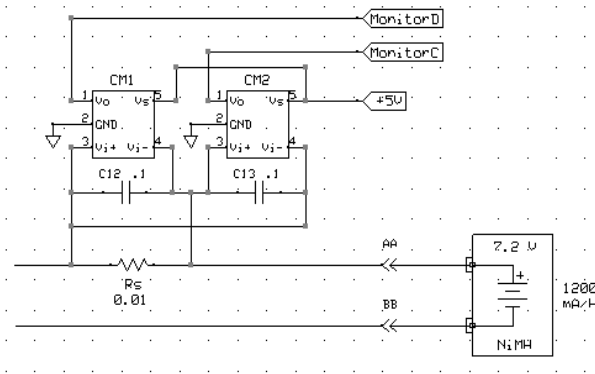 MonitorD
MonitorC
CM1
CM2
1 Vo Vs 5
1 Vo Vs 5
+5V
2 GND
2 GND
3 Vi+ Vi- 4
3 Vi+ Vi- 4
C12 .1
C13 .1
AA
7.2 V
+
Rs
0.01
BB
1200
mA/H
NiMH